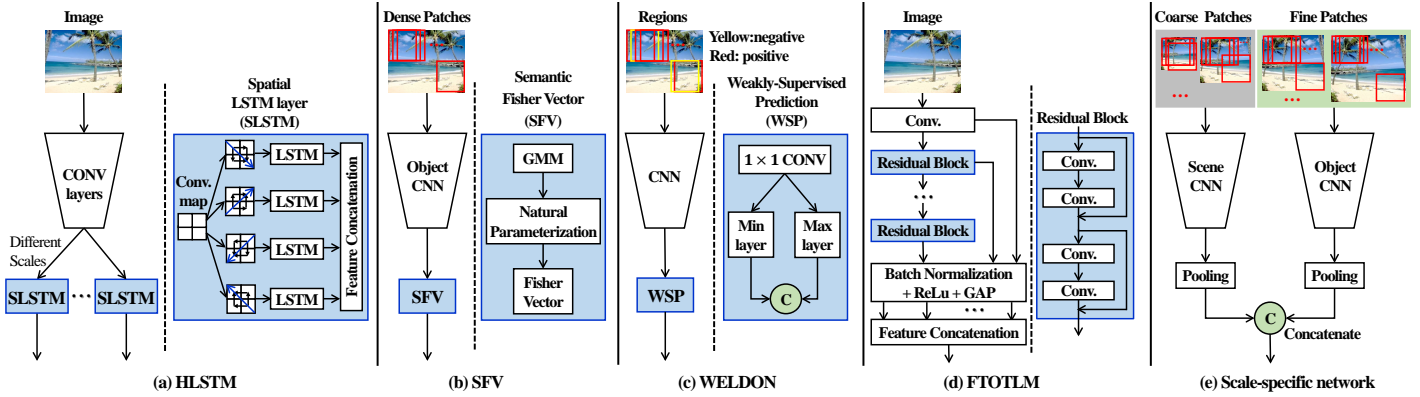 Image
Spatial
LSTM layer
(SLSTM)
CONV
layers
Conv.
map
LSTM
LSTM
LSTM
LSTM
Feature Concatenation
Different
Scales
SLSTM
...
SLSTM
(a) HLSTM
Dense Patches
Semantic
Fisher Vector
(SFV)
Object
CNN
GMM
Natural
Parameterization
Fisher
Vector
SFV
(b) SFV
Regions
Yellow:negative
Red: positive
Weakly-Supervised
Prediction
(WSP)
CNN
1 × 1 CONV
Min
layer
Max
layer
C
WSP
(c) WELDON
Image
Conv.
Residual Block
...
...
Residual Block
Batch Normalization
+ ReLu + GAP
...
Feature Concatenation
Residual Block
Conv.
Conv.
Conv.
Conv.
(d) FTOTLM
Coarse Patches
Fine Patches
...
...
...
...
Scene
CNN
Object
CNN
Pooling
Pooling
C
Concatenate
(e) Scale-specific network